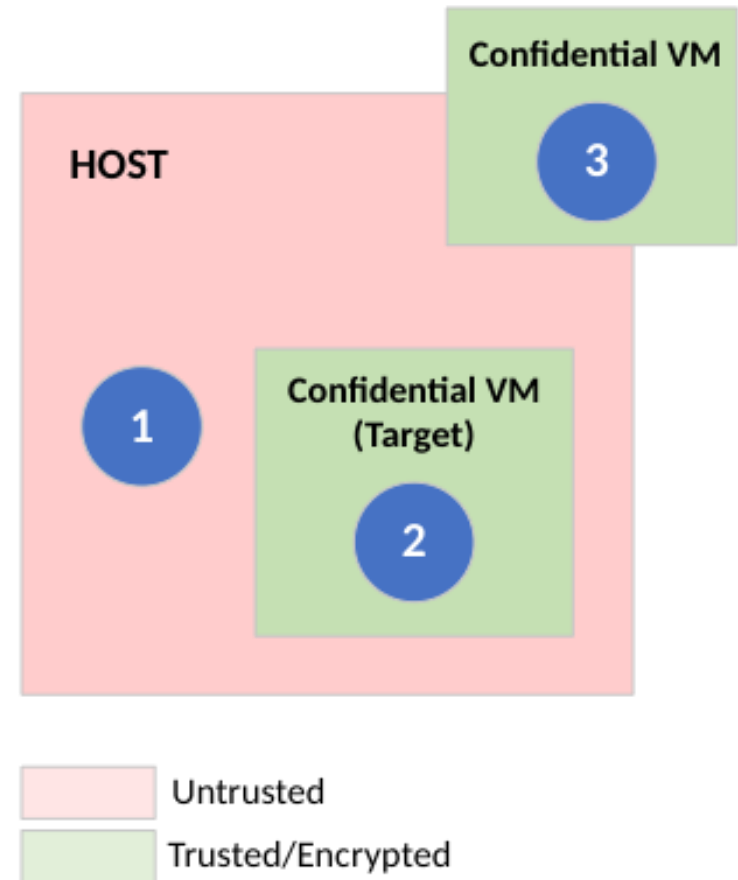 Confidential VM
3
HOST
1
Confidential VM
(Target)
2
Untrusted
Trusted/Encrypted